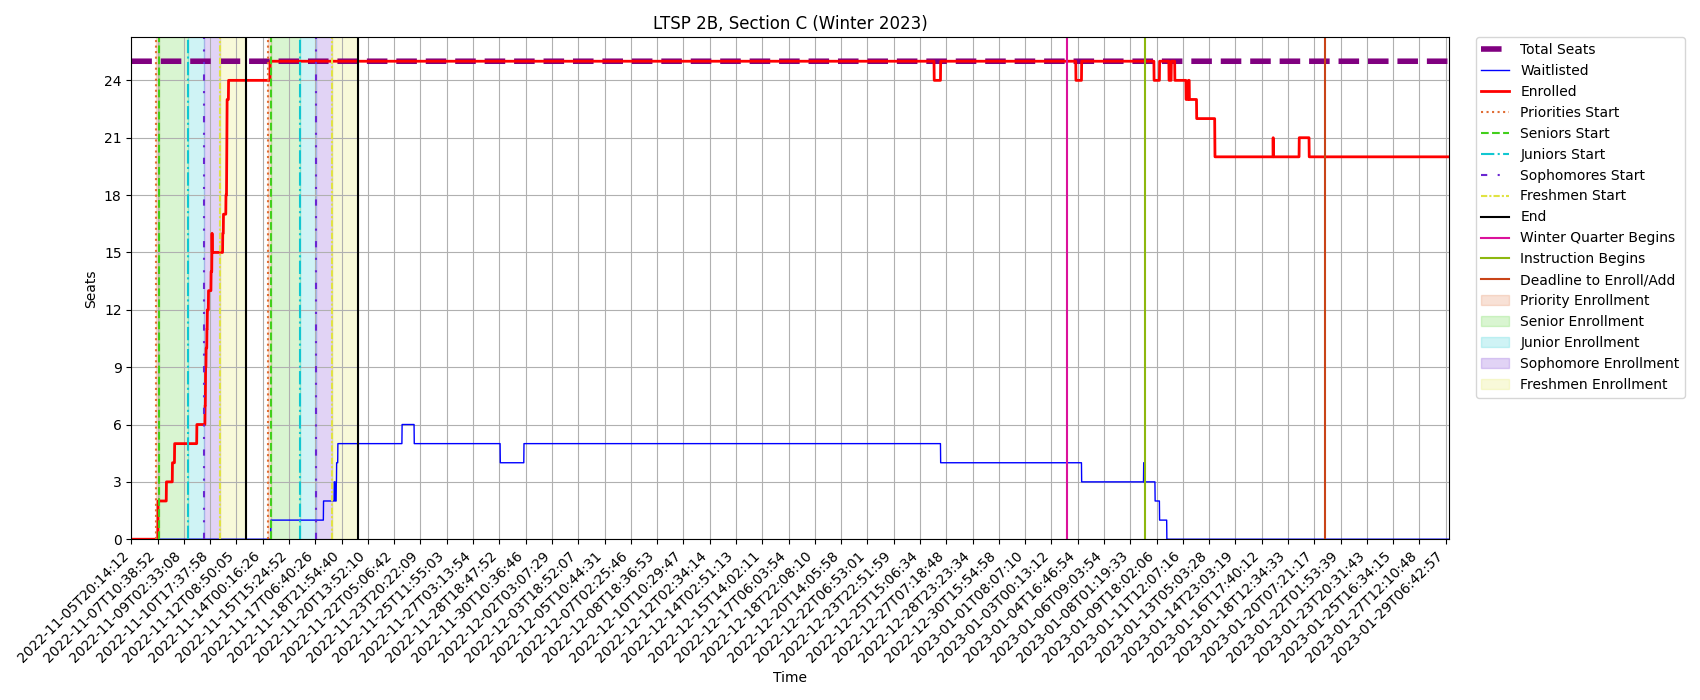 LTSP 2B, Section C (Winter 2023)
Seats
24
21
18
15
12
9
6
3
0
2022-11-05T20:14:12
2022-11-07T10:38:52
2022-11-09T02:33:08
2022-11-10T17:37:58
2022-11-12T08:50:05
2022-11-14T00:16:26
2022-11-15T15:24:52
2022-11-17T06:40:26
2022-11-18T21:54:40
2022-11-20T13:52:10
2022-11-22T05:06:42
2022-11-23T20:22:09
2022-11-25T11:55:03
2022-11-27T03:13:54
2022-11-28T18:47:52
2022-11-30T10:36:46
2022-12-02T03:07:29
2022-12-03T18:52:07
2022-12-05T10:44:31
2022-12-07T02:25:46
2022-12-08T18:36:53
2022-12-10T10:29:47
2022-12-12T02:34:14
2022-12-14T02:51:13
2022-12-15T14:02:11
2022-12-17T06:03:54
2022-12-18T22:08:10
2022-12-20T14:05:58
2022-12-22T06:53:01
2022-12-23T22:51:59
2022-12-25T15:06:34
2022-12-27T07:18:48
2022-12-28T23:23:34
2022-12-30T15:54:58
2023-01-01T08:07:10
2023-01-03T00:13:12
2023-01-04T16:46:54
2023-01-06T09:03:54
2023-01-08T01:19:33
2023-01-09T18:02:06
2023-01-11T12:07:16
2023-01-13T05:03:28
2023-01-14T23:03:19
2023-01-16T17:40:12
2023-01-18T12:34:33
2023-01-20T07:21:17
2023-01-22T01:53:39
2023-01-23T20:31:43
2023-01-25T16:34:15
2023-01-27T12:10:48
2023-01-29T06:42:57
Time
Total Seats
Waitlisted
Enrolled
Priorities Start
Seniors Start
Juniors Start
Sophomores Start
Freshmen Start
End
Winter Quarter Begins
Instruction Begins
Deadline to Enroll/Add
Priority Enrollment
Senior Enrollment
Junior Enrollment
Sophomore Enrollment
Freshmen Enrollment